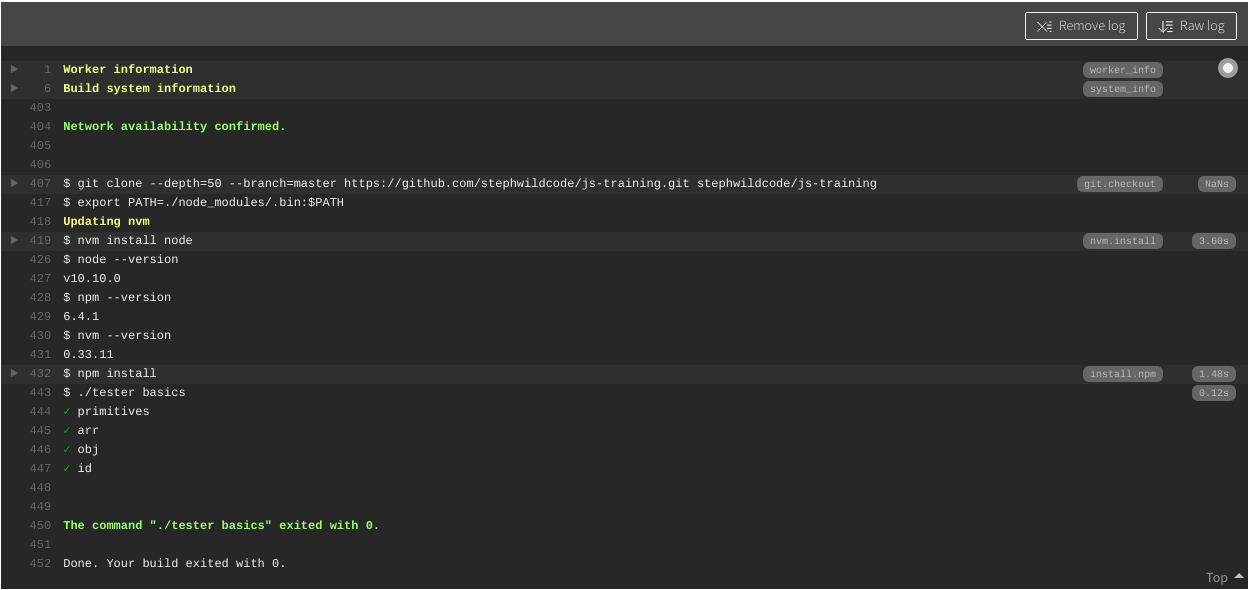 Remove log Raw log
▶ 1 Worker information worker_info
▶ 6 Build system information system_info
403
404 Network availability confirmed.
405
406
▶ 407 $ git clone --depth=50 --branch=master https://github.com/stephwildcode/js-training.git stephwildcode/js-training git.checkout NaNs
417 $ export PATH=./node_modules/.bin:$PATH
418 Updating nvm
▶ 419 $ nvm install node nvm.install 3.60s
426 $ node --version
427 v10.10.0
428 $ npm --version
429 6.4.1
430 $ nvm --version
431 0.33.11
▶ 432 $ npm install install.npm 1.48s
443 $ ./tester basics 0.12s
444 ✓ primitives
445 ✓ arr
446 ✓ obj
447 ✓ id
448
449
450 The command "./tester basics" exited with 0.
451
452 Done. Your build exited with 0.
Top